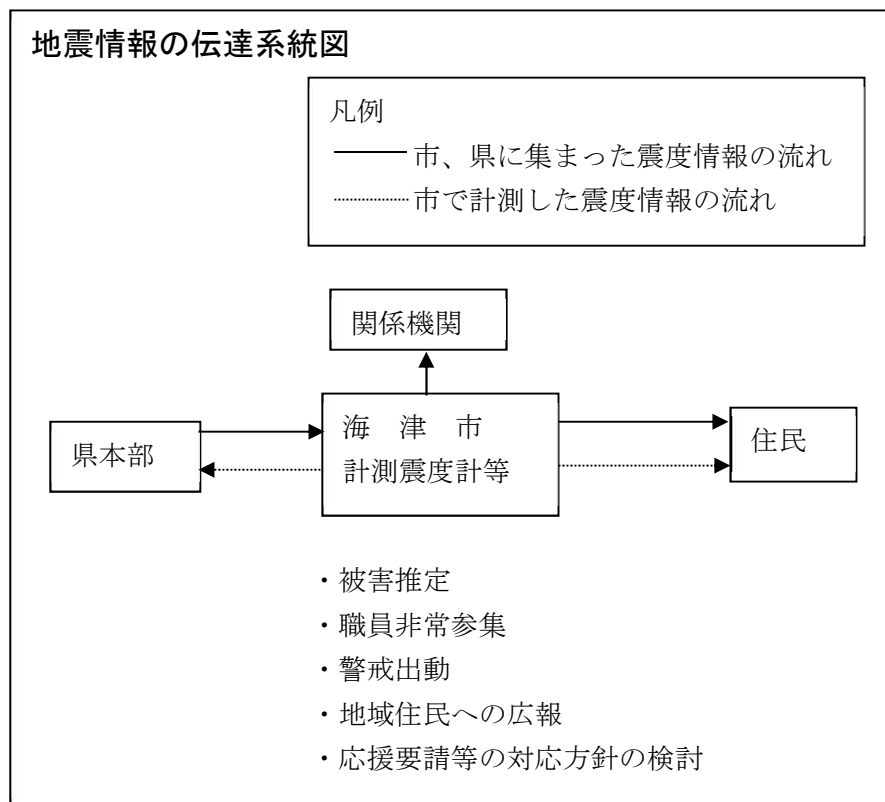 地震情報の伝達系統図
凡例
市、県に集まった震度情報の流れ
市で計測した震度情報の流れ
関係機関
県本部
海　津　市
計測震度計等
住民
・被害推定
・職員非常参集
・警戒出動
・地域住民への広報
・応援要請等の対応方針の検討